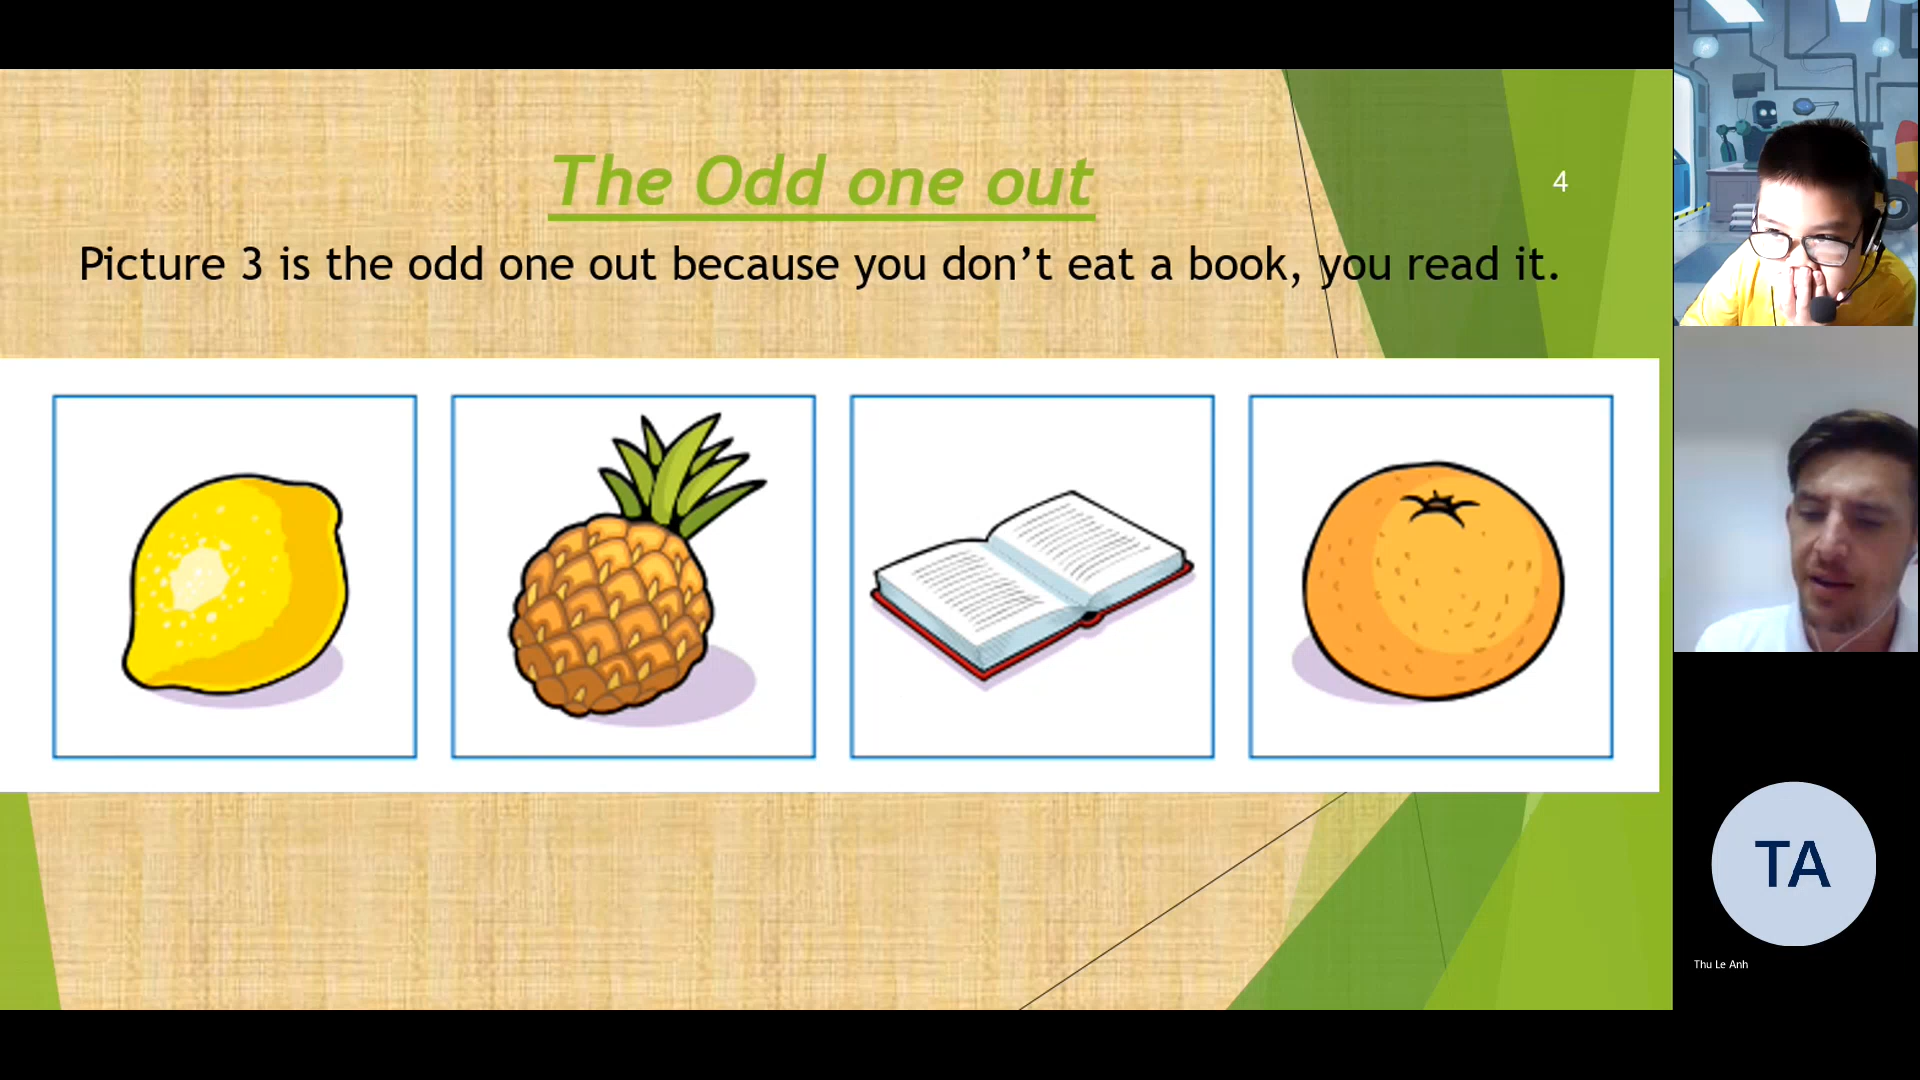 The Odd one out
4
Picture 3 is the odd one out because you don’t eat a book, you read it.
TA
Thu Le Anh